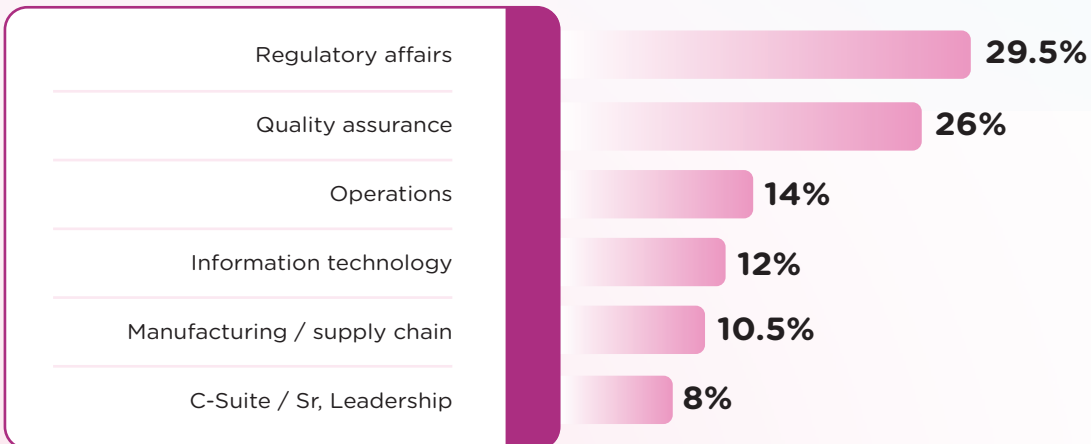 Regulatory affairs 29.5%
Quality assurance 26%
Operations 14%
Information technology 12%
Manufacturing / supply chain 10.5%
C-Suite / Sr, Leadership 8%